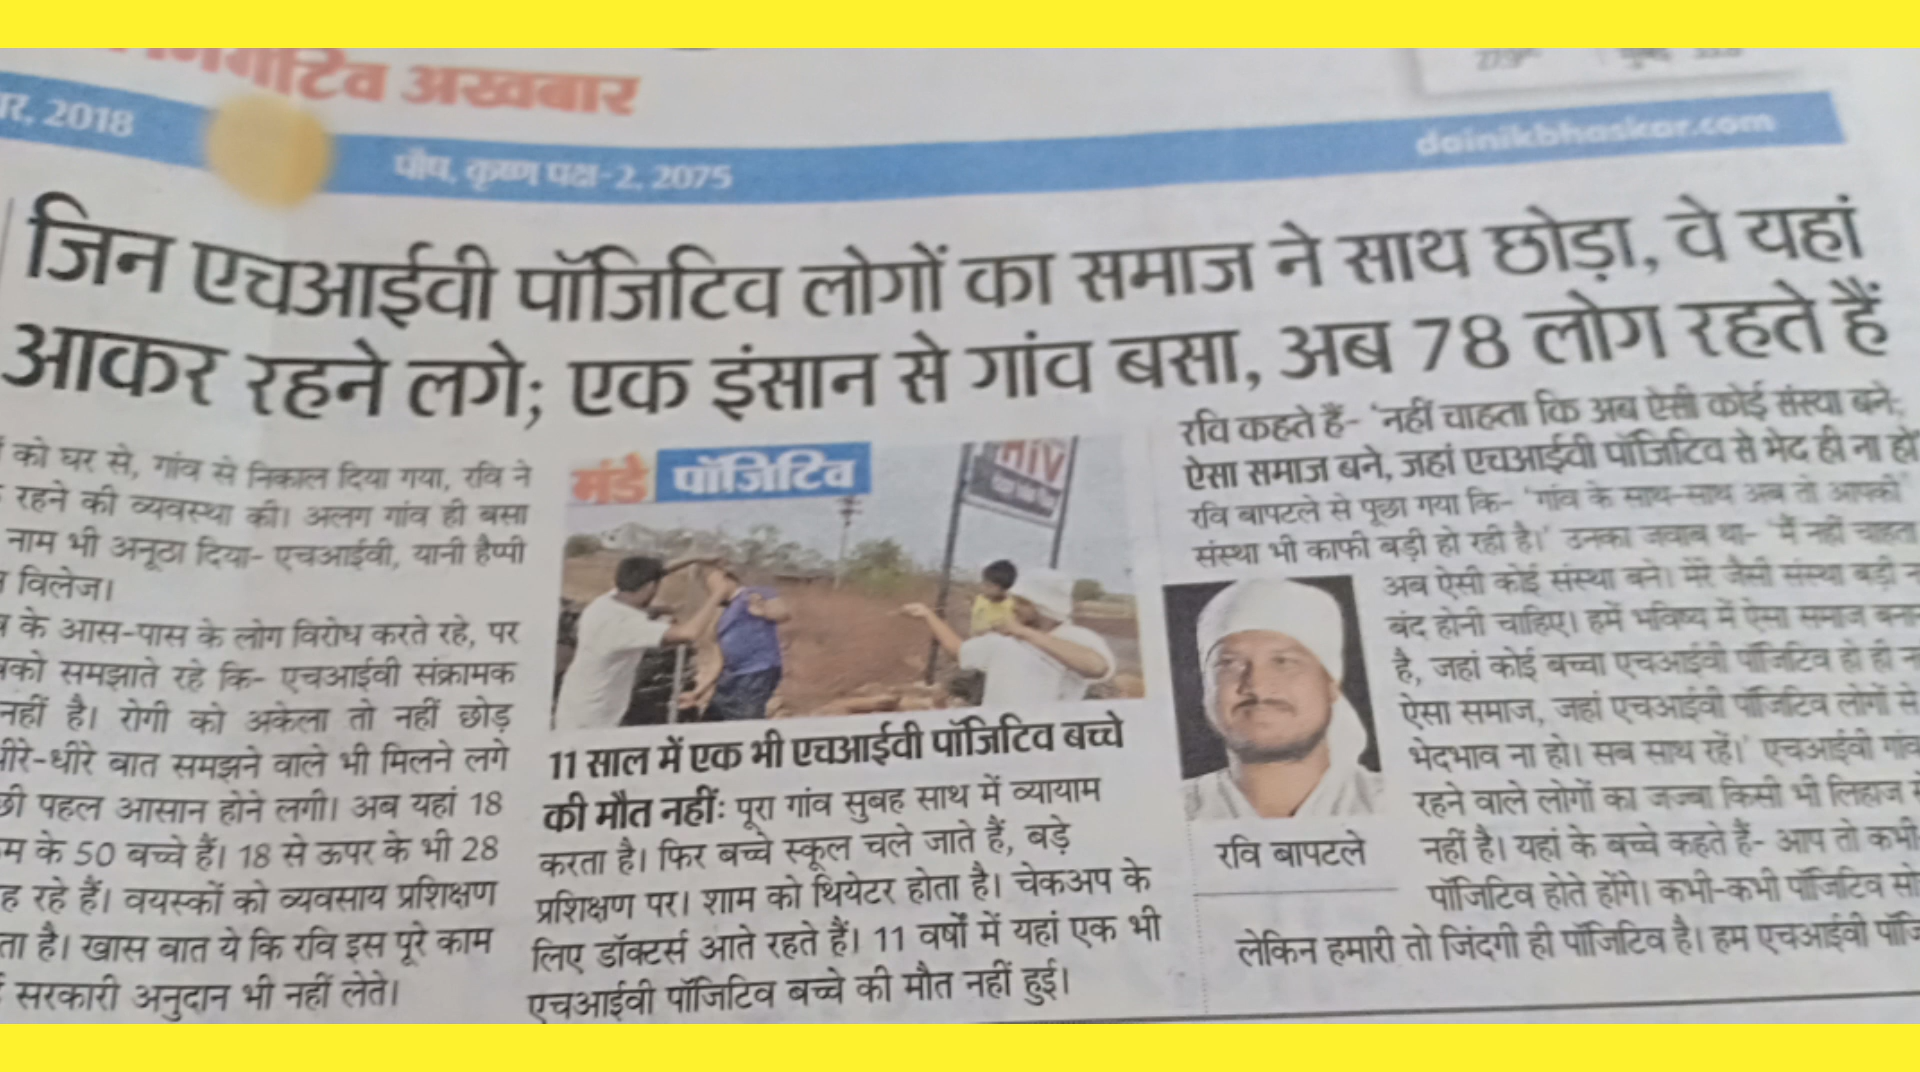 अखबार
2018
पौष, कृष्ण पक्ष-2, 2075
dainikbhaskar.com
जिन एचआईवी पॉजिटिव लोगों का समाज ने साथ छोड़ा, वे यहां
आकर रहने लगे; एक इंसान से गांव बसा, अब 78 लोग रहते हैं
को घर से, गांव से निकाल दिया गया, रवि ने
रहने की व्यवस्था की। अलग गांव ही बसा
नाम भी अनूठा दिया- एचआईवी, यानी हैप्पी
विलेज।
के आस-पास के लोग विरोध करते रहे, पर
समझाते रहे कि- एचआईवी संक्रामक
नहीं है। रोगी को अकेला तो नहीं छोड़
धीरे-धीरे बात समझने वाले भी मिलने लगे
पहल आसान होने लगी। अब यहां 18
के 50 बच्चे हैं। 18 से ऊपर के भी 28
रहे हैं। वयस्कों को व्यवसाय प्रशिक्षण
है। खास बात ये कि रवि इस पूरे काम
सरकारी अनुदान भी नहीं लेते।
मंडे पॉजिटिव
HIV
11 साल में एक भी एचआईवी पॉजिटिव बच्चे
की मौत नहीं: पूरा गांव सुबह साथ में व्यायाम
करता है। फिर बच्चे स्कूल चले जाते हैं, बड़े
प्रशिक्षण पर। शाम को थियेटर होता है। चेकअप के
लिए डॉक्टर्स आते रहते हैं। 11 वर्षों में यहां एक भी
एचआईवी पॉजिटिव बच्चे की मौत नहीं हुई।
रवि कहते हैं- 'नहीं चाहता कि अब ऐसी कोई संस्था बने;
ऐसा समाज बने, जहां एचआईवी पॉजिटिव से भेद ही ना हो'
रवि बापटले से पूछा गया कि- 'गांव के साथ-साथ अब तो आपकी
संस्था भी काफी बड़ी हो रही है।' उनका जवाब था- 'मैं नहीं चाहता
अब ऐसी कोई संस्था बने। मेरे जैसी संस्था बड़ी
बंद होनी चाहिए। हमें भविष्य में ऐसा समाज
है, जहां कोई बच्चा एचआईवी पॉजिटिव हो ही
ऐसा समाज, जहां एचआईवी पॉजिटिव लोगों से
भेदभाव ना हो। सब साथ रहें।' एचआईवी गांव
रहने वाले लोगों का जज्बा किसी भी लिहाज
नहीं है। यहां के बच्चे कहते हैं- आप तो कभी
पॉजिटिव होते होंगे। कभी-कभी पॉजिटिव
लेकिन हमारी तो जिंदगी ही पॉजिटिव है। हम एचआईवी
रवि बापटले